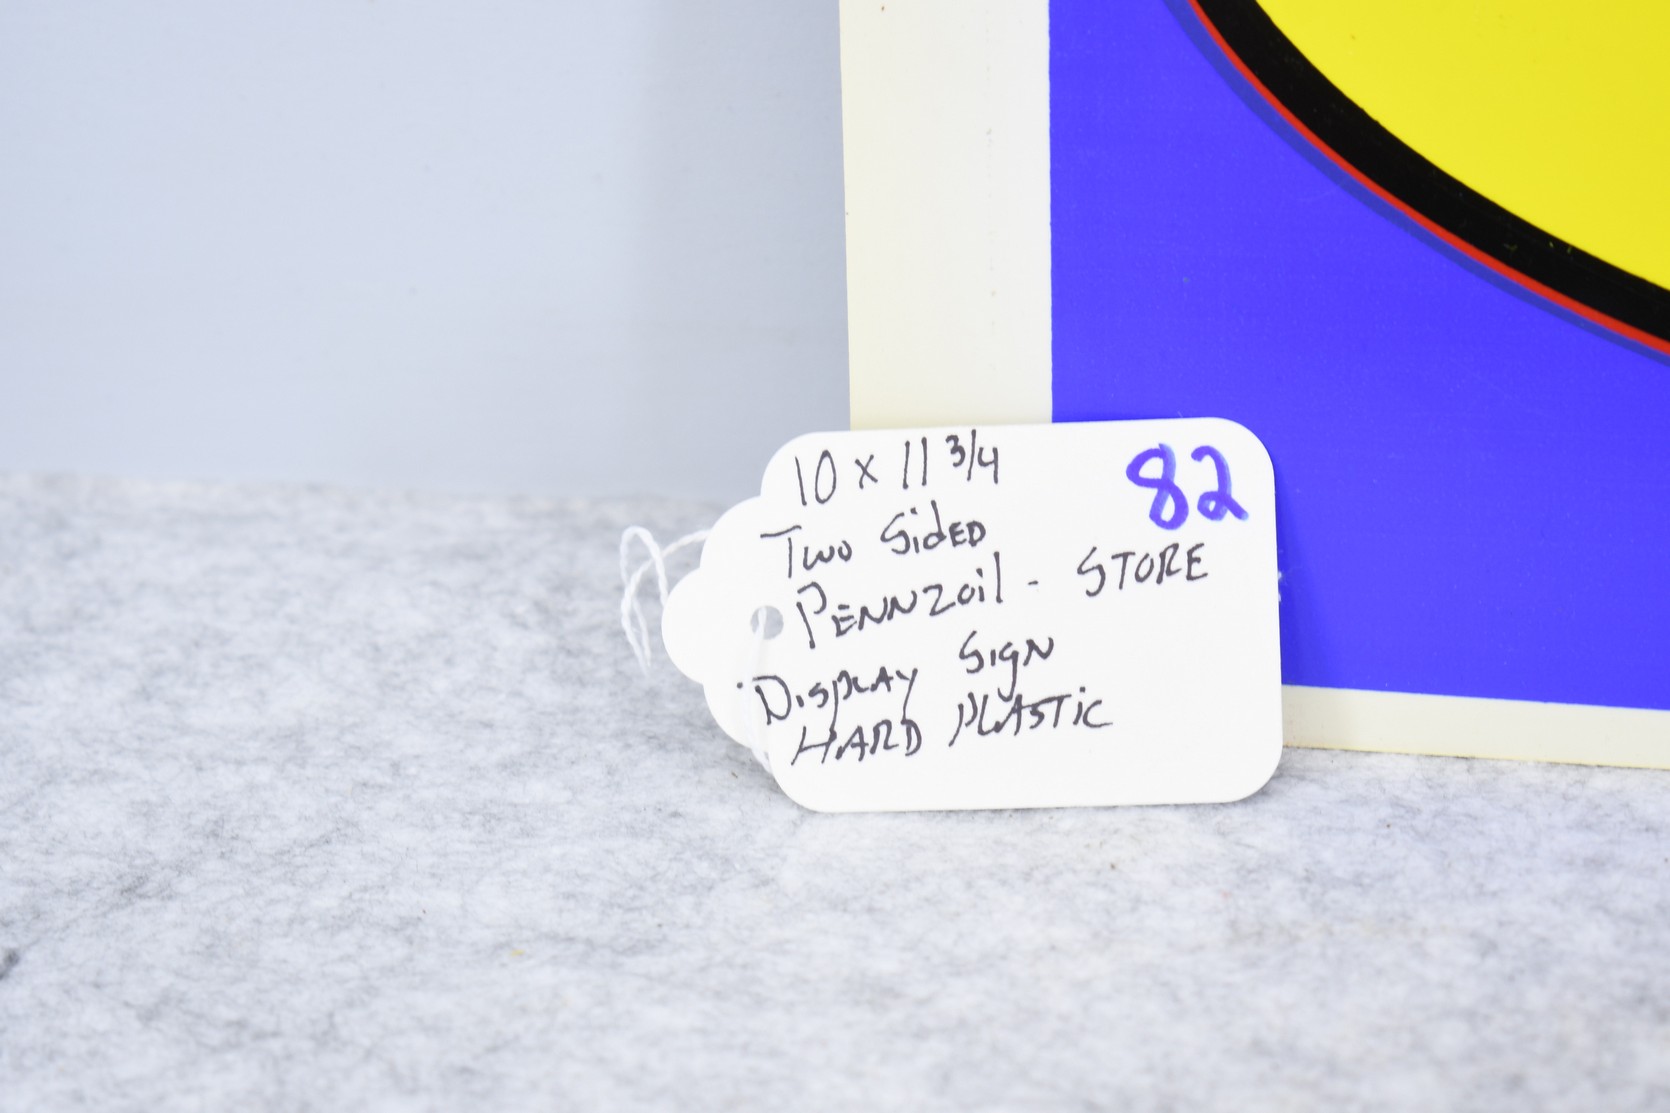 10 x 11 3/4 82
Two Sided
Pennzoil - STORE
Display Sign
HARD PLASTIC